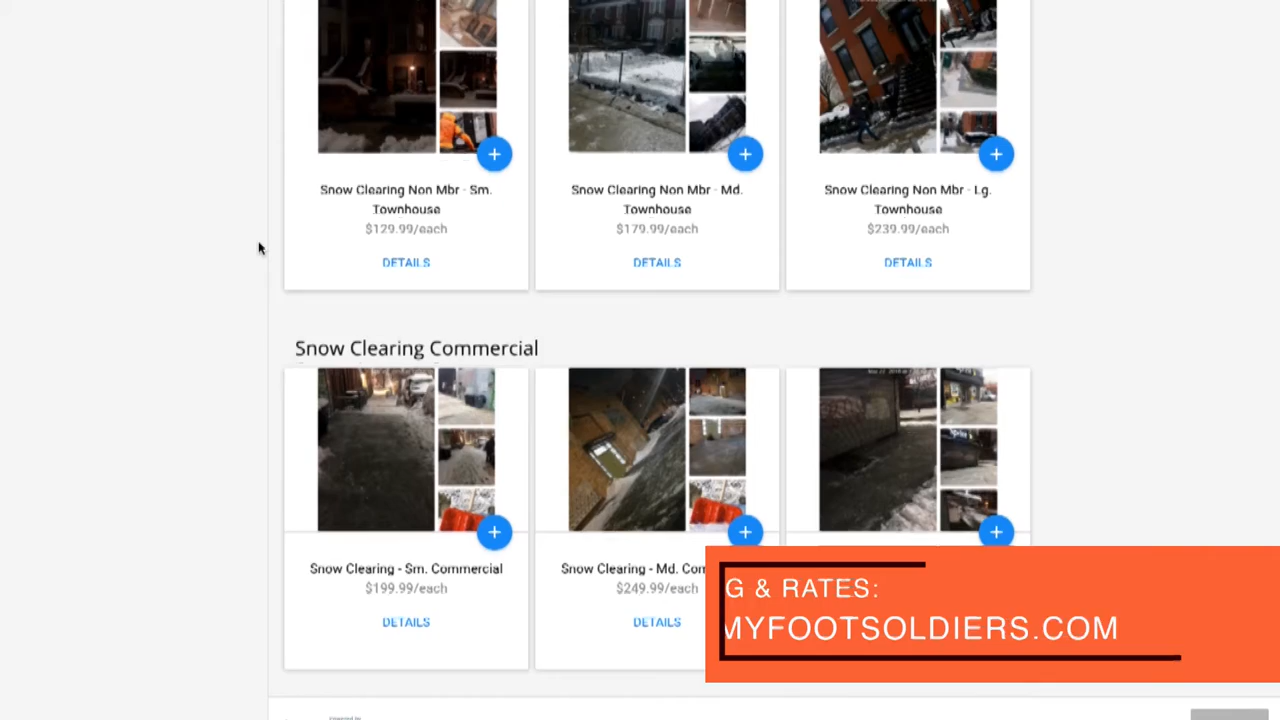 Snow Clearing Non Mbr - Sm.
Townhouse
$129.99/each
DETAILS
Snow Clearing Non Mbr - Md.
Townhouse
$179.99/each
DETAILS
Snow Clearing Non Mbr - Lg.
Townhouse
$239.99/each
DETAILS
Snow Clearing Commercial
Snow Clearing - Sm. Commercial
$199.99/each
DETAILS
Snow Clearing - Md. Com
$249.99/each
DETAILS
G & RATES:
MYFOOTSOLDIERS.COM
Powered by